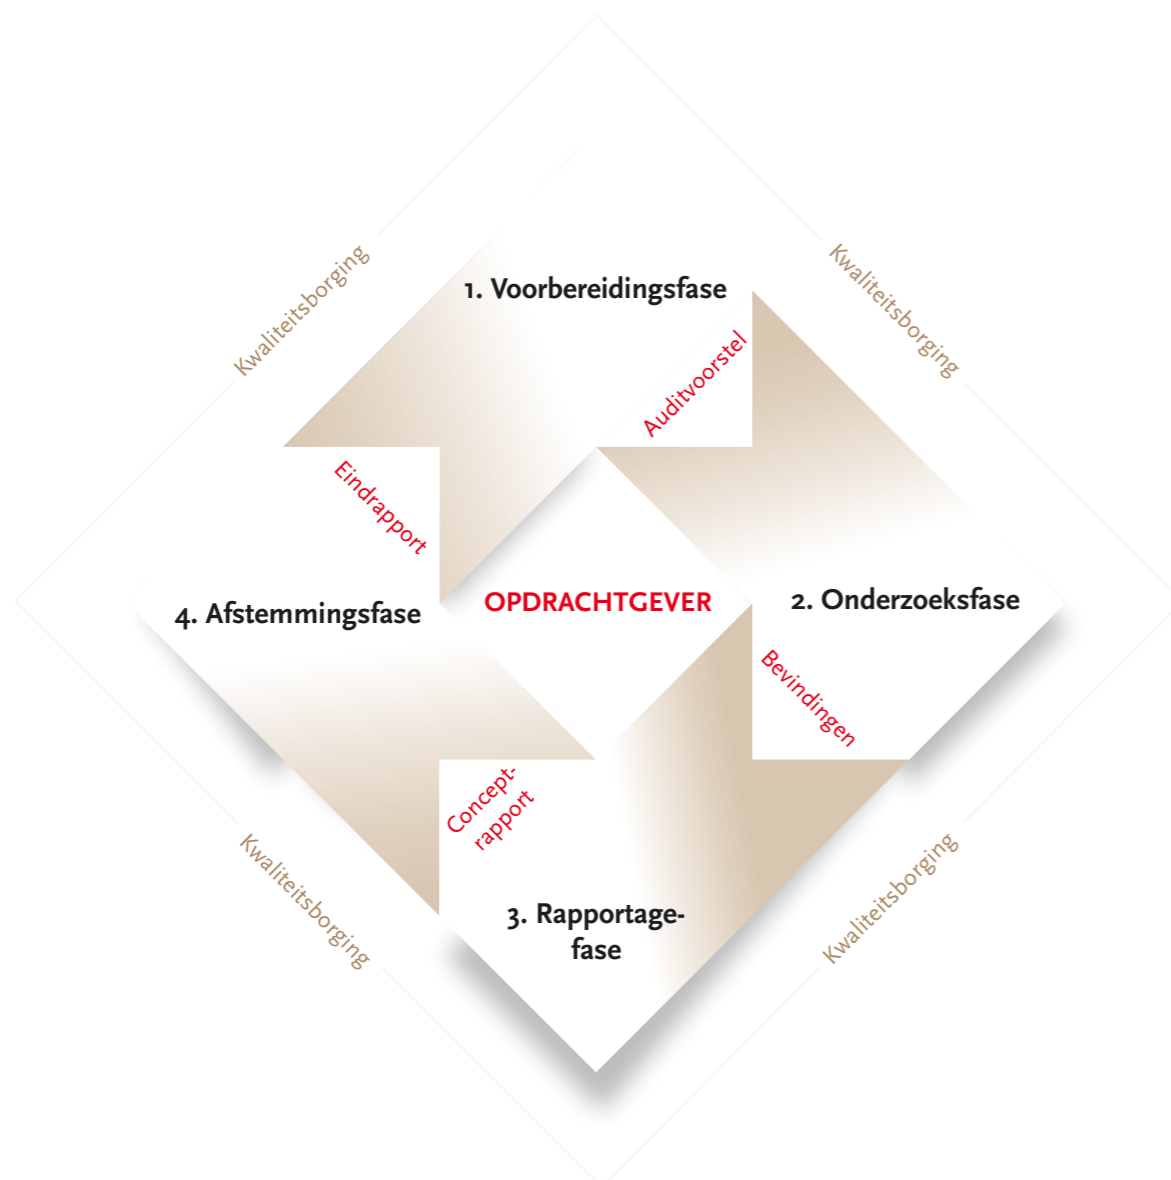 Kwaliteitsborging
Kwaliteitsborging
1. Voorbereidingsfase
Auditvoorstel
Eindrapport
OPDRACHTGEVER
2. Onderzoeksfase
4. Afstemmingsfase
Bevindingen
Concept-
rapport
3. Rapportage-
fase
Kwaliteitsborging
Kwaliteitsborging